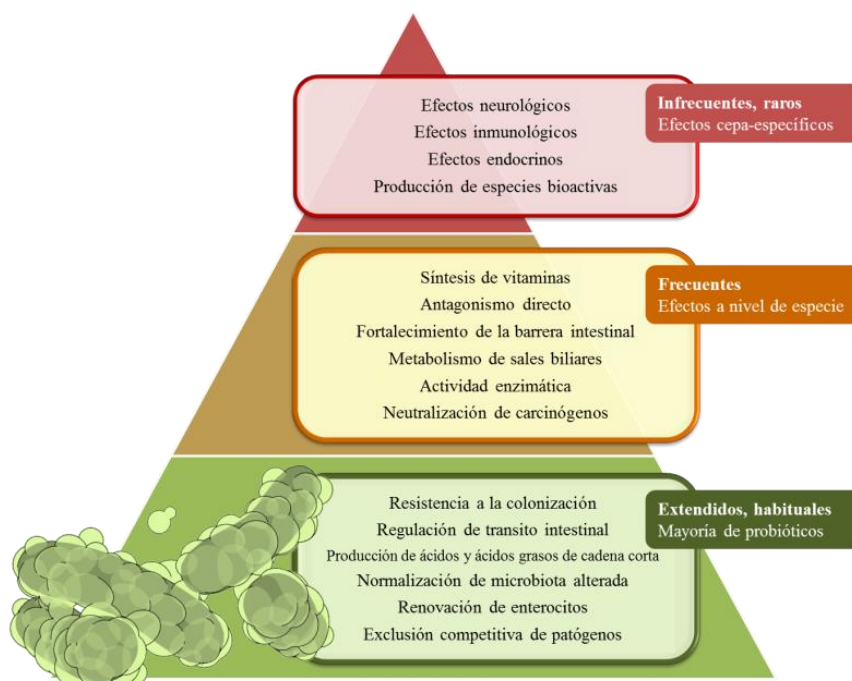 Efectos neurológicos
Efectos inmunológicos
Efectos endocrinos
Producción de especies bioactivas
Infrecuentes, raros
Efectos cepa-específicos
Síntesis de vitaminas
Antagonismo directo
Fortalecimiento de la barrera intestinal
Metabolismo de sales biliares
Actividad enzimática
Neutralización de carcinógenos
Frecuentes
Efectos a nivel de especie
Resistencia a la colonización
Regulación de transito intestinal
Producción de ácidos y ácidos grasos de cadena corta
Normalización de microbiota alterada
Renovación de enterocitos
Exclusión competitiva de patógenos
Extendidos, habituales
Mayoría de probióticos